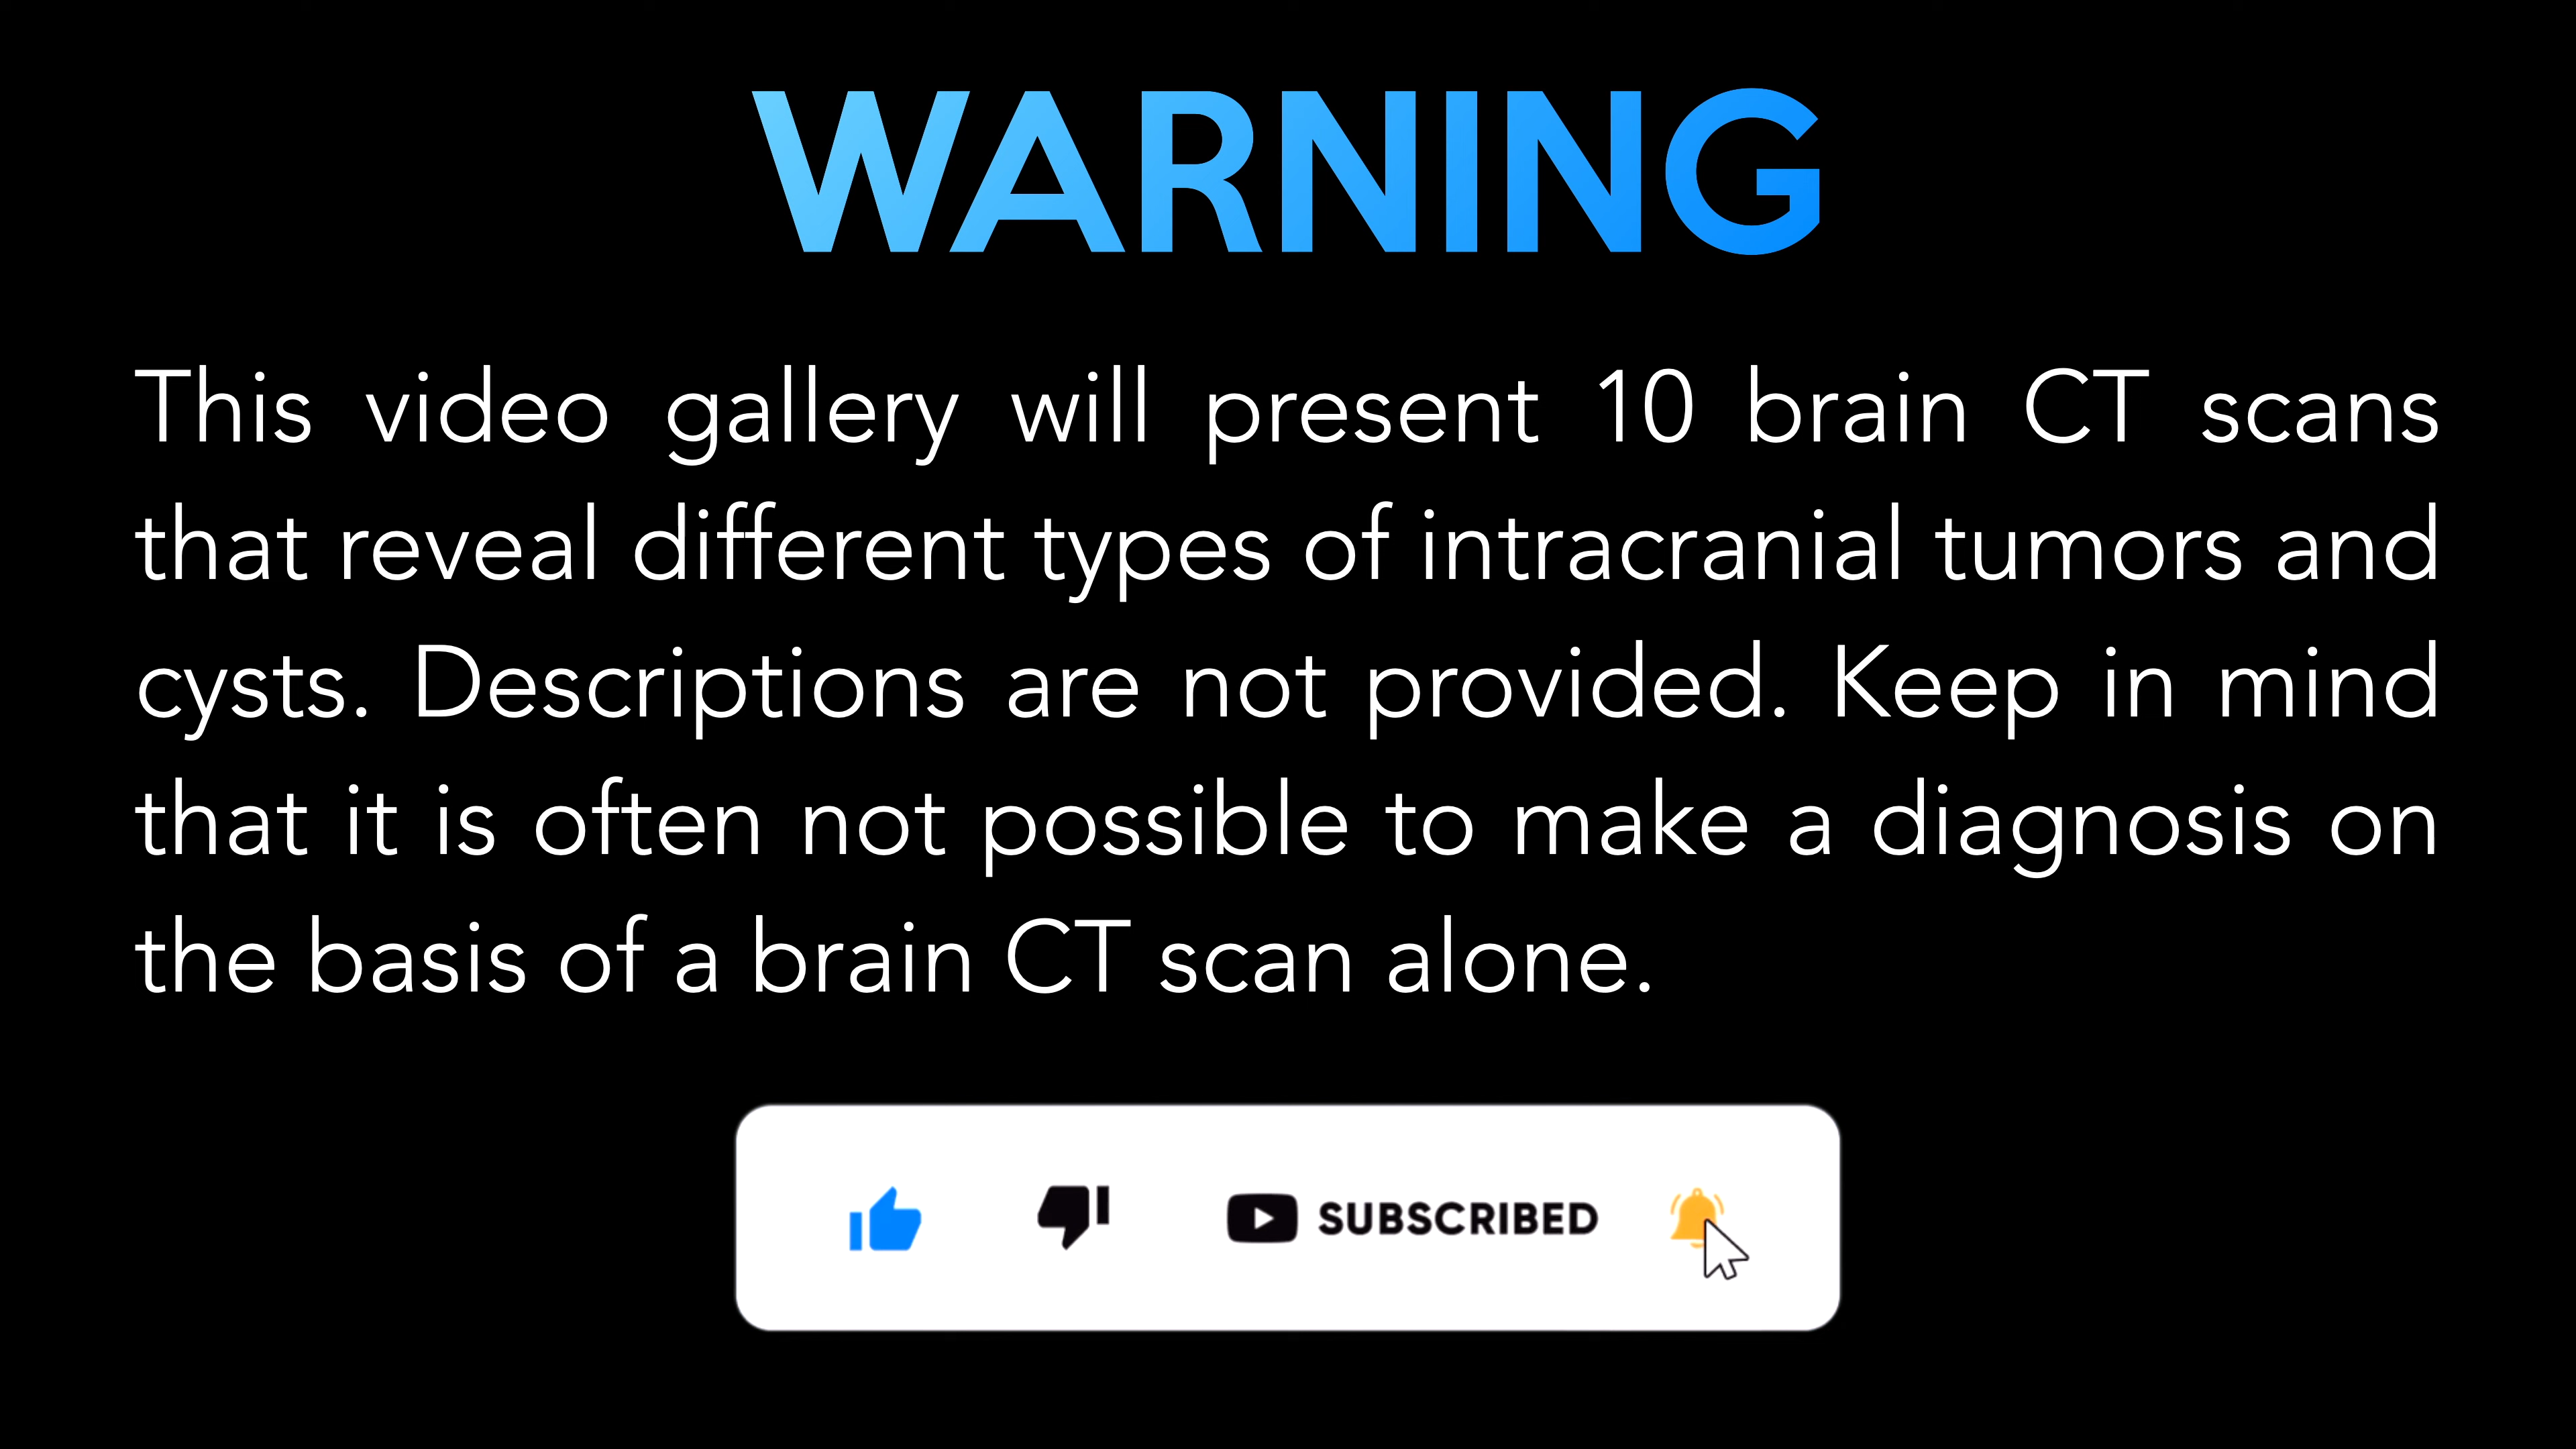 WARNING
This video gallery will present 10 brain CT scans
that reveal different types of intracranial tumors and
cysts. Descriptions are not provided. Keep in mind
that it is often not possible to make a diagnosis on
the basis of a brain CT scan alone.
SUBSCRIBED